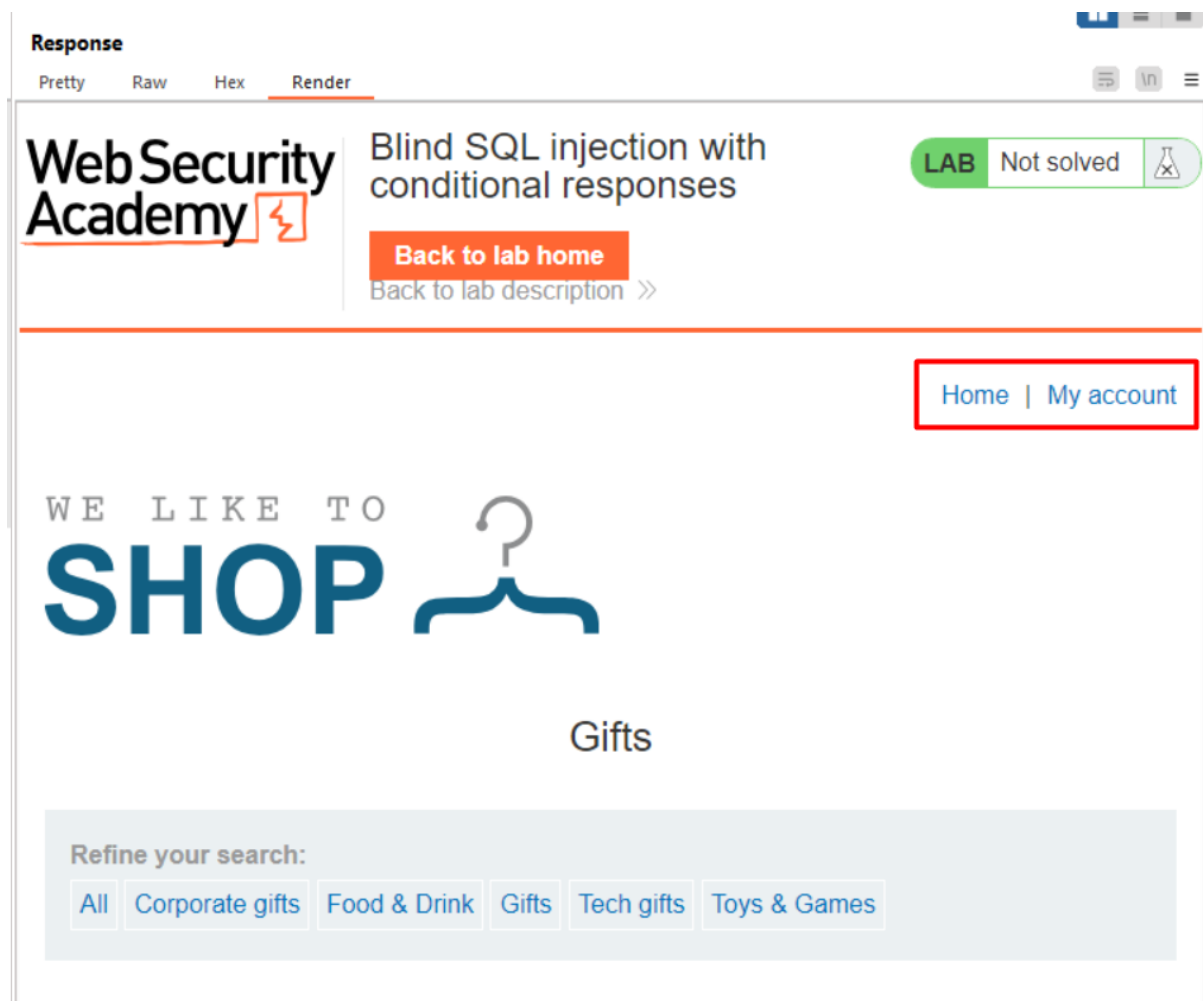 Response
Pretty Raw Hex Render
\n
Web Security
Academy
Blind SQL injection with
conditional responses
LAB Not solved
Back to lab home
Back to lab description
Home | My account
WE LIKE TO
SHOP
Gifts
Refine your search:
All Corporate gifts Food & Drink Gifts Tech gifts Toys & Games